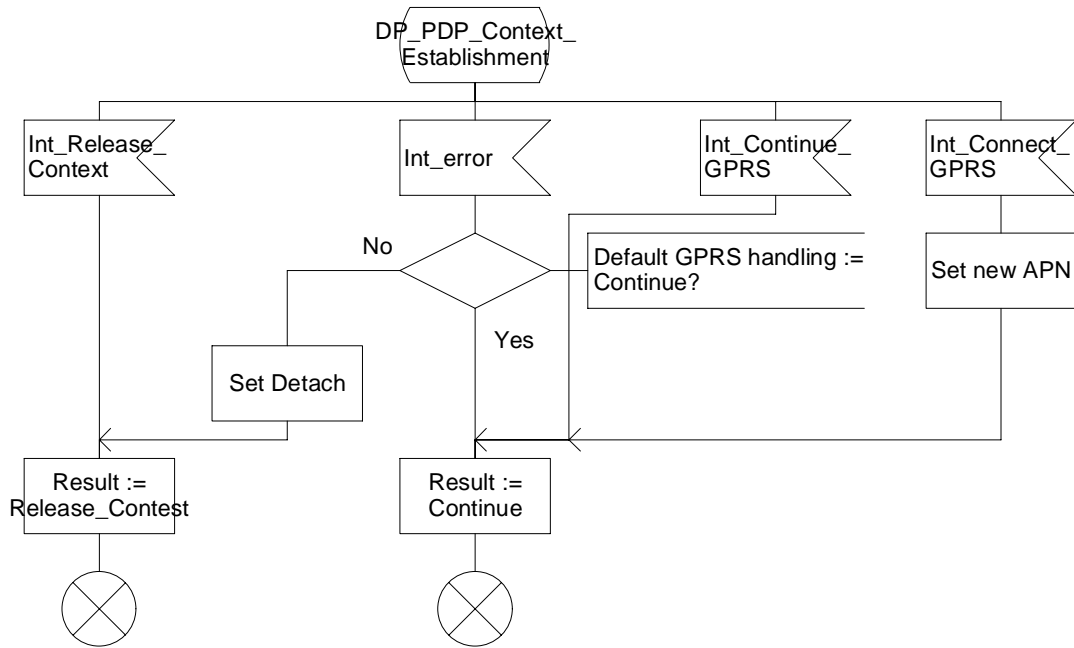 DP_PDP_Context_
Establishment
Int_Release_
Context
Int_error
Int_Continue_
GPRS
Int_Connect_
GPRS
No
Default GPRS handling :=
Continue?
Set new APN
Yes
Set Detach
Result :=
Release_Contest
Result :=
Continue